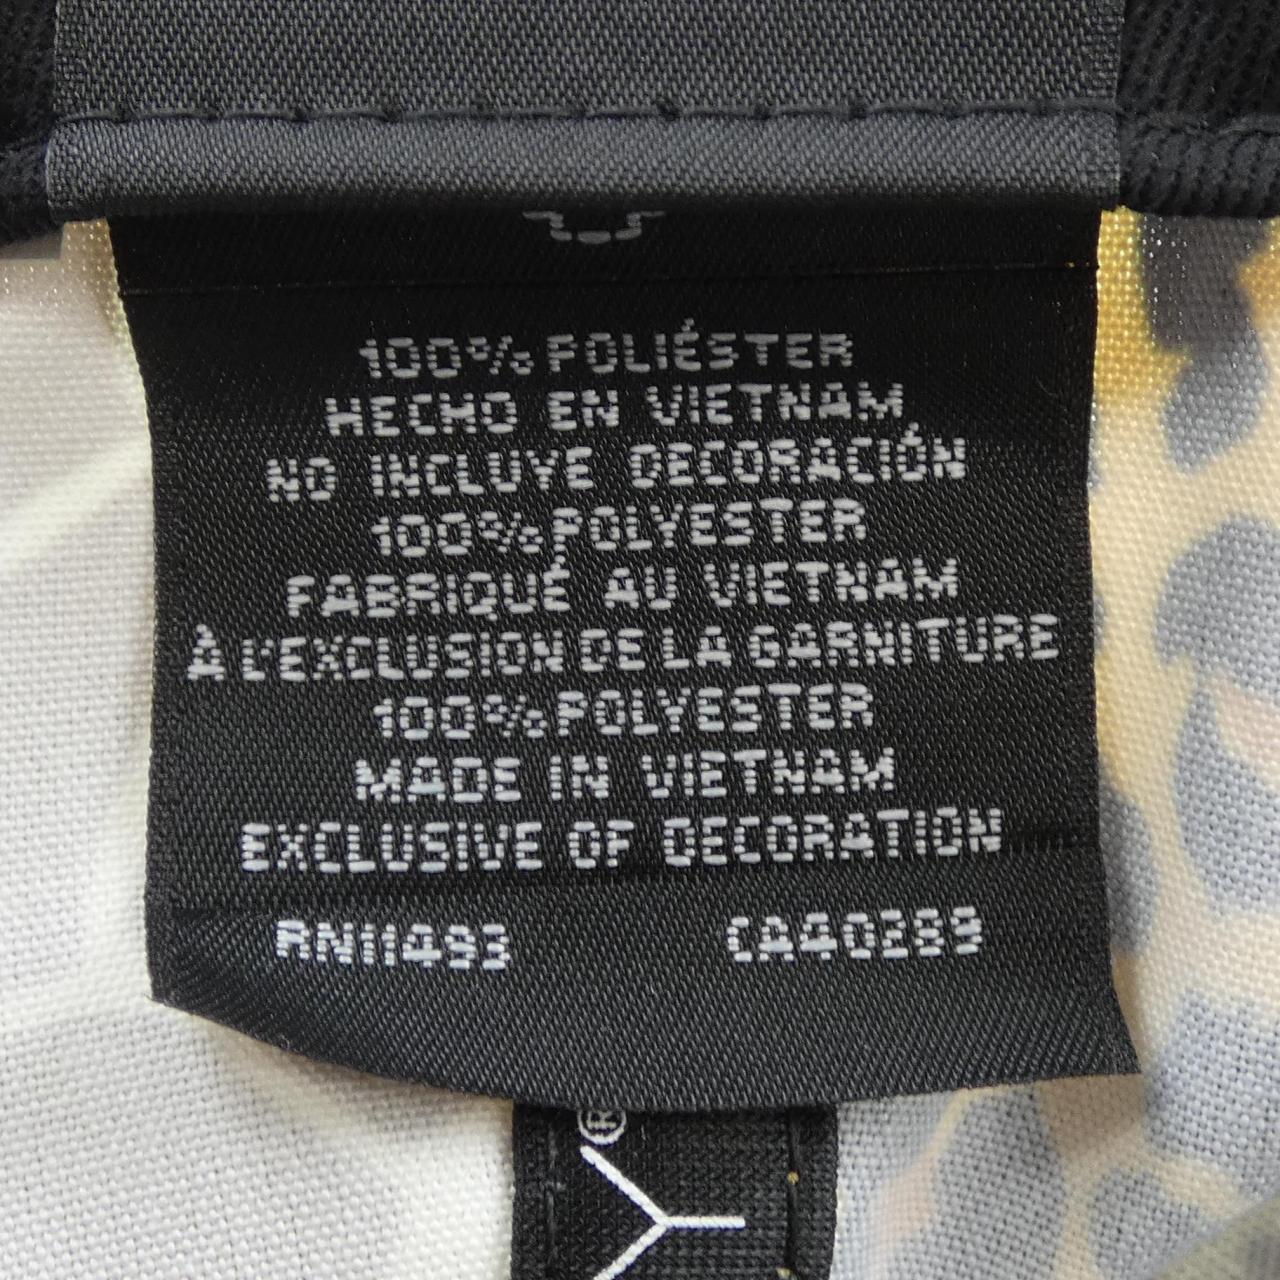 100% POLIÉSTER
HECHO EN VIETNAM
NO INCLUYE DECORACIÓN
100% POLYESTER
FABRIQUÉ AU VIETNAM
À L'EXCLUSION DE LA GARNITURE
100% POLYESTER
MADE IN VIETNAM
EXCLUSIVE OF DECORATION
RN11493 CA40289
Y®